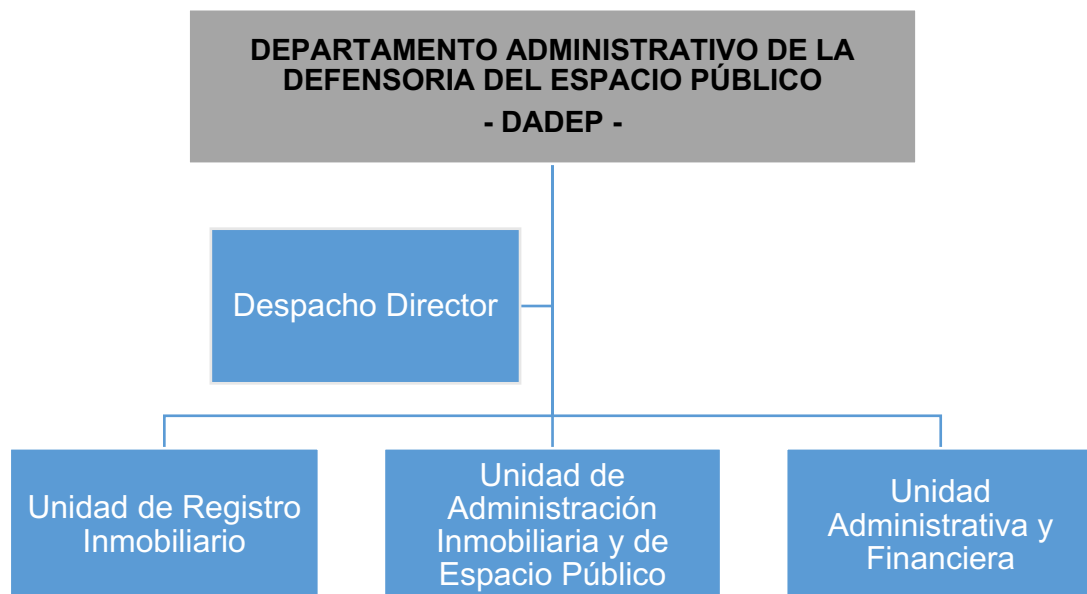 DEPARTAMENTO ADMINISTRATIVO DE LA
DEFENSORIA DEL ESPACIO PÚBLICO
- DADEP -
Despacho Director
Unidad de Registro
Inmobiliario
Unidad de
Administración
Inmobiliaria y de
Espacio Público
Unidad
Administrativa y
Financiera